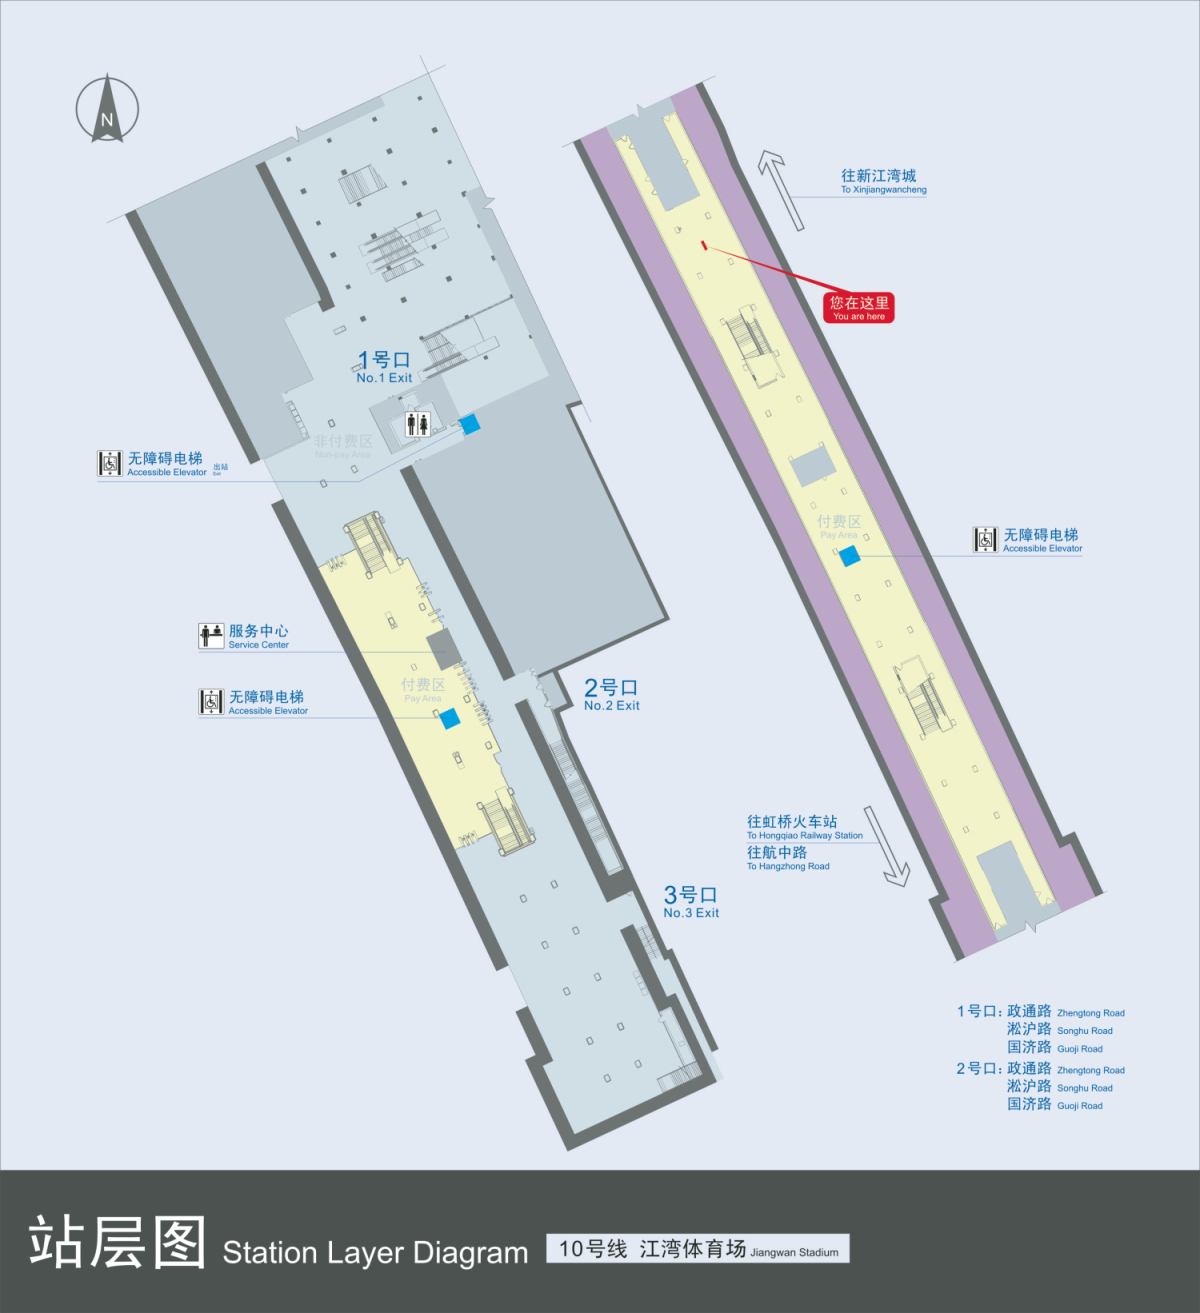 N
往新江湾城
To Xinjiangwancheng
您在这里
You are here
1号口
No.1 Exit
非付费区
Non-pay Area
无障碍电梯
Accessible Elevator
出站
Exit
付费区
Pay Area
无障碍电梯
Accessible Elevator
服务中心
Service Center
付费区
Pay Area
无障碍电梯
Accessible Elevator
2号口
No.2 Exit
往虹桥火车站
To Hongqiao Railway Station
往航中路
To Hangzhong Road
3号口
No.3 Exit
1号口: 政通路 Zhengtong Road
淞沪路 Songhu Road
国济路 Guoji Road
2号口: 政通路 Zhengtong Road
淞沪路 Songhu Road
国济路 Guoji Road
站层图 Station Layer Diagram 10号线 江湾体育场 Jiangwan Stadium